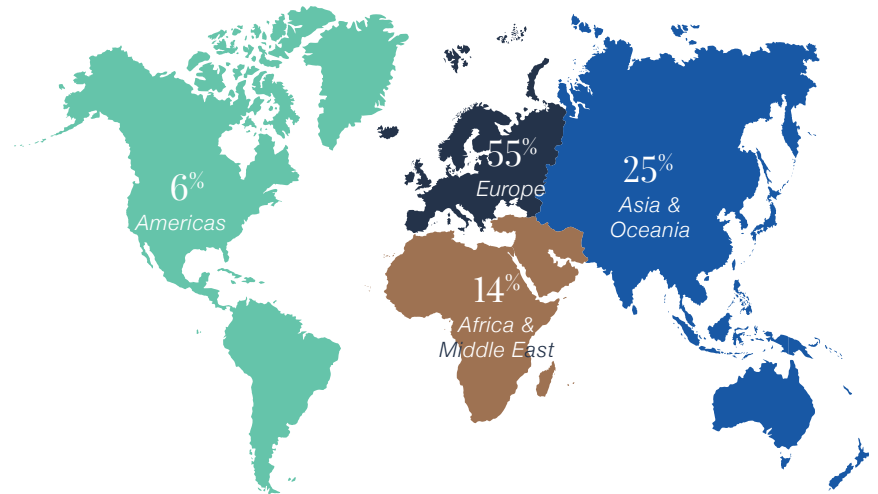 6%
Americas
55%
Europe
25%
Asia &
Oceania
14%
Africa &
Middle East